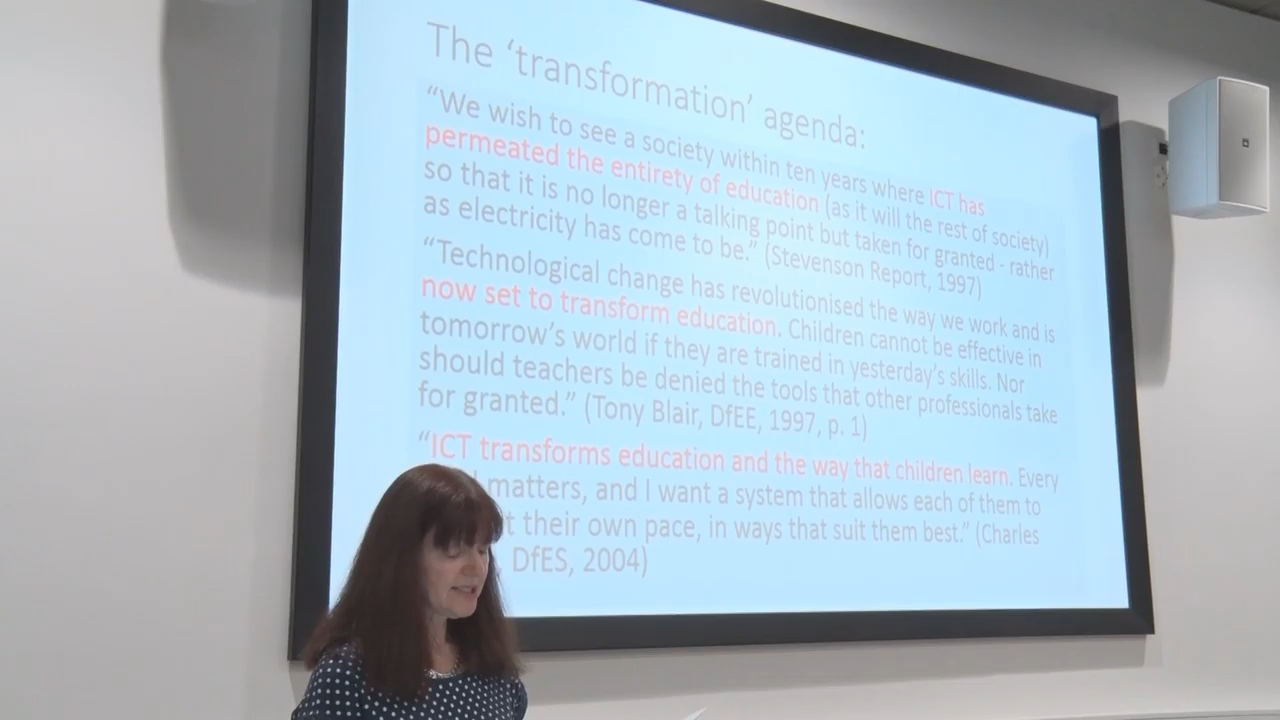 The ‘transformation’ agenda:
“We wish to see a society within ten years where ICT has
permeated the entirety of education (as it will the rest of society)
so that it is no longer a talking point but taken for granted - rather
as electricity has come to be.” (Stevenson Report, 1997)
“Technological change has revolutionised the way we work and is
now set to transform education. Children cannot be effective in
tomorrow’s world if they are trained in yesterday’s skills. Nor
should teachers be denied the tools that other professionals take
for granted.” (Tony Blair, DfEE, 1997, p. 1)
“ICT transforms education and the way that children learn. Every
matters, and I want a system that allows each of them to
their own pace, in ways that suit them best.” (Charles
, DfES, 2004)